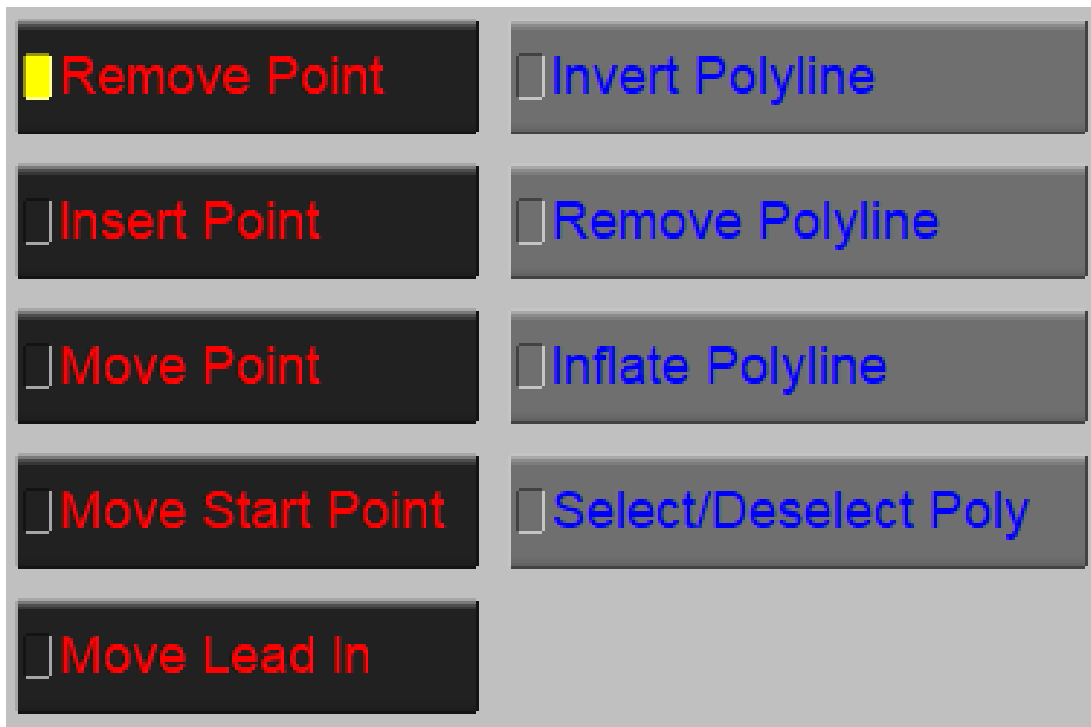 Remove Point
Insert Point
Move Point
Move Start Point
Move Lead In
Invert Polyline
Remove Polyline
Inflate Polyline
Select/Deselect Poly